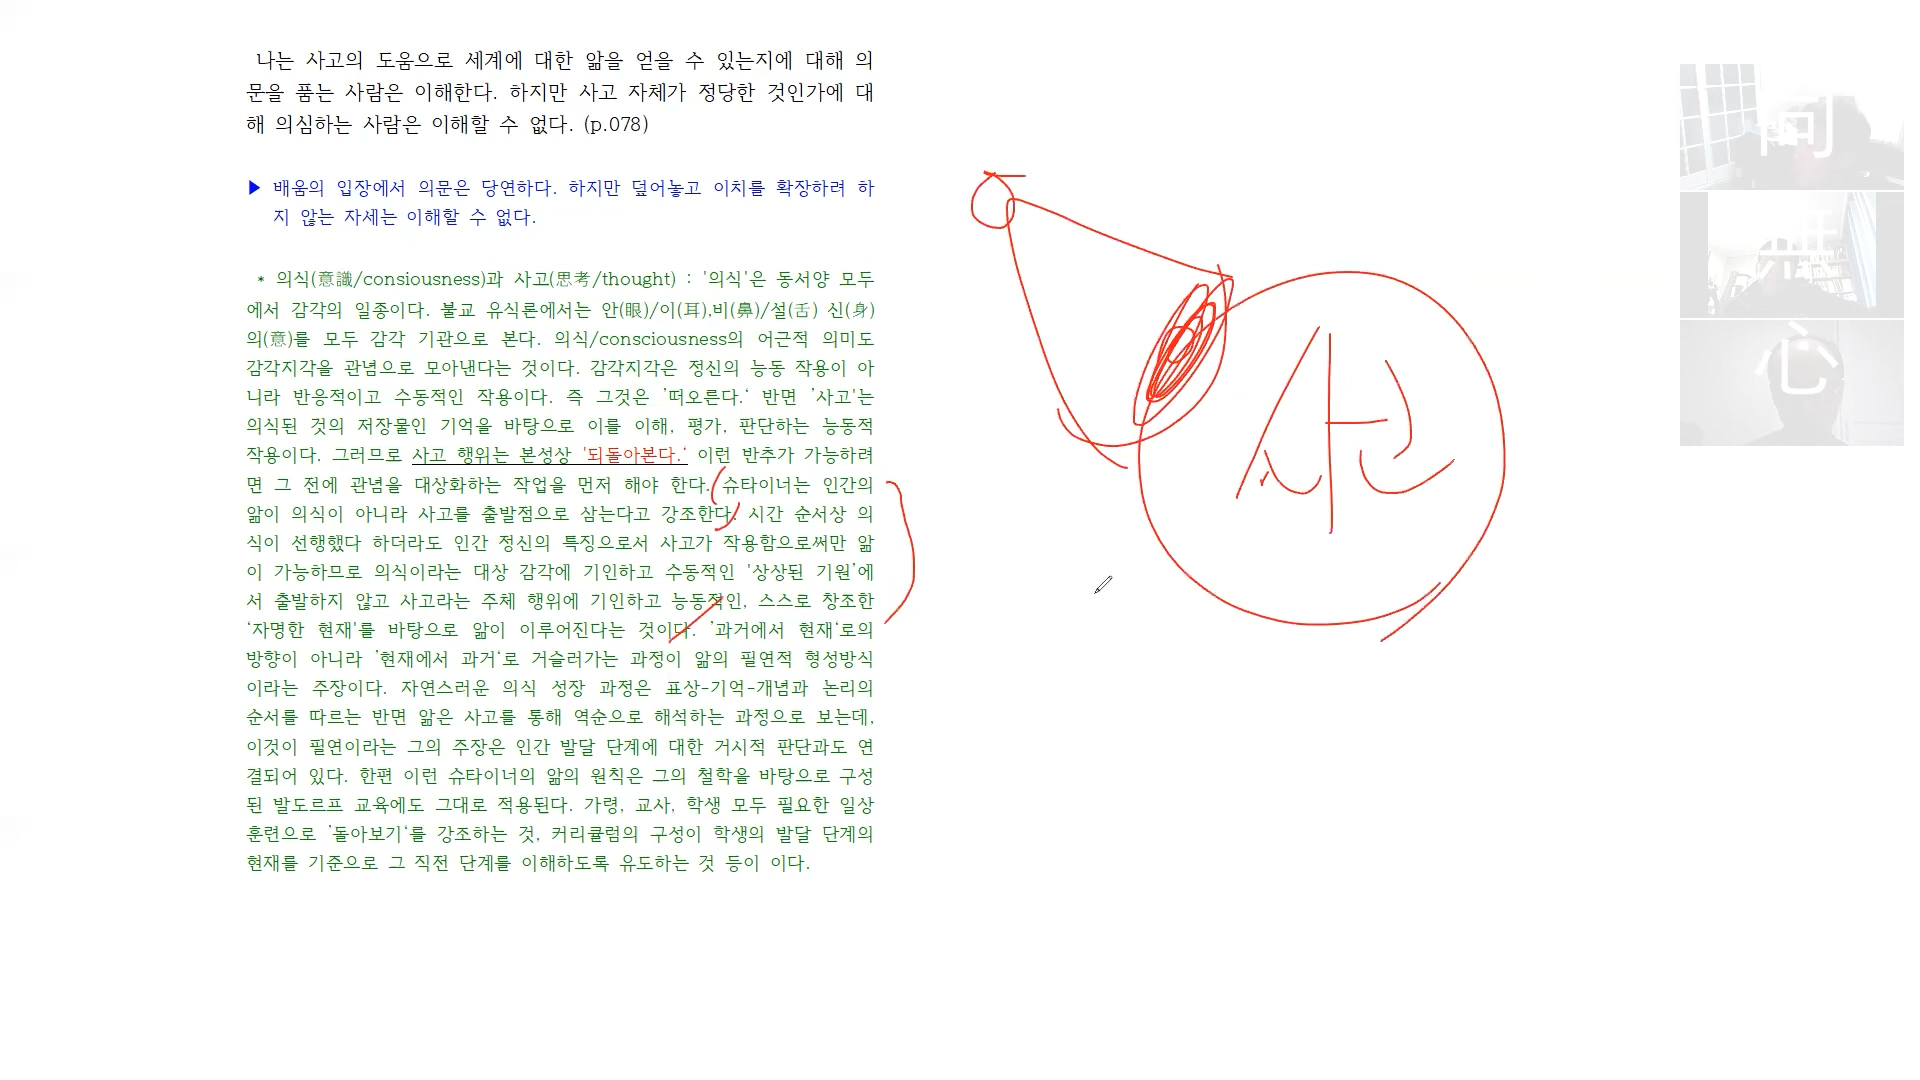 나는 사고의 도움으로 세계에 대한 앎을 얻을 수 있는지에 대해 의
문을 품는 사람은 이해한다. 하지만 사고 자체가 정당한 것인가에 대
해 의심하는 사람은 이해할 수 없다. (p.078)
▶ 배움의 입장에서 의문은 당연하다. 하지만 덮어놓고 이치를 확장하려 하
지 않는 자세는 이해할 수 없다.
* 의식(意識/consiousness)과 사고(思考/thought) : '의식'은 동서양 모두
에서 감각의 일종이다. 불교 유식론에서는 안(眼)/이(耳),비(鼻)/설(舌) 신(身)
의(意)를 모두 감각 기관으로 본다. 의식/consciousness의 어근적 의미도
감각지각을 관념으로 모아낸다는 것이다. 감각지각은 정신의 능동 작용이 아
니라 반응적이고 수동적인 작용이다. 즉 그것은 '떠오른다.' 반면 '사고'는
의식된 것의 저장물인 기억을 바탕으로 이를 이해, 평가, 판단하는 능동적
작용이다. 그러므로 사고 행위는 본성상 '되돌아본다.' 이런 반추가 가능하려
면 그 전에 관념을 대상화하는 작업을 먼저 해야 한다. 슈타이너는 인간의
앎이 의식이 아니라 사고를 출발점으로 삼는다고 강조한다. 시간 순서상 의
식이 선행했다 하더라도 인간 정신의 특징으로서 사고가 작용함으로써만 앎
이 가능하므로 의식이라는 대상 감각에 기인하고 수동적인 '상상된 기원'에
서 출발하지 않고 사고라는 주체 행위에 기인하고 능동적인, 스스로 창조한
'자명한 현재'를 바탕으로 앎이 이루어진다는 것이다. '과거에서 현재'로의
방향이 아니라 '현재에서 과거'로 거슬러가는 과정이 앎의 필연적 형성방식
이라는 주장이다. 자연스러운 의식 성장 과정은 표상-기억-개념과 논리의
순서를 따르는 반면 앎은 사고를 통해 역순으로 해석하는 과정으로 보는데,
이것이 필연이라는 그의 주장은 인간 발달 단계에 대한 거시적 판단과도 연
결되어 있다. 한편 이런 슈타이너의 앎의 원칙은 그의 철학을 바탕으로 구성
된 발도르프 교육에도 그대로 적용된다. 가령, 교사, 학생 모두 필요한 일상
훈련으로 '돌아보기'를 강조하는 것, 커리큘럼의 구성이 학생의 발달 단계의
현재를 기준으로 그 직전 단계를 이해하도록 유도하는 것 등이 이다.
心